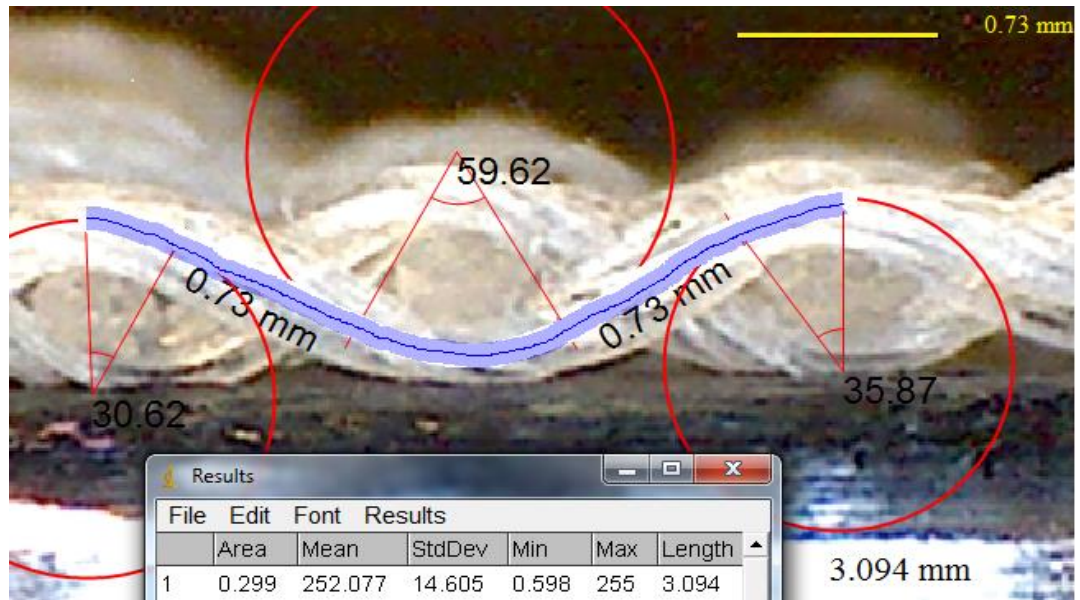 0.73 mm
59.62
0.73 mm
0.73 mm
30.62
35.87
Results
File Edit Font Results
Area Mean StdDev Min Max Length
1 0.299 252.077 14.605 0.598 255 3.094
3.094 mm